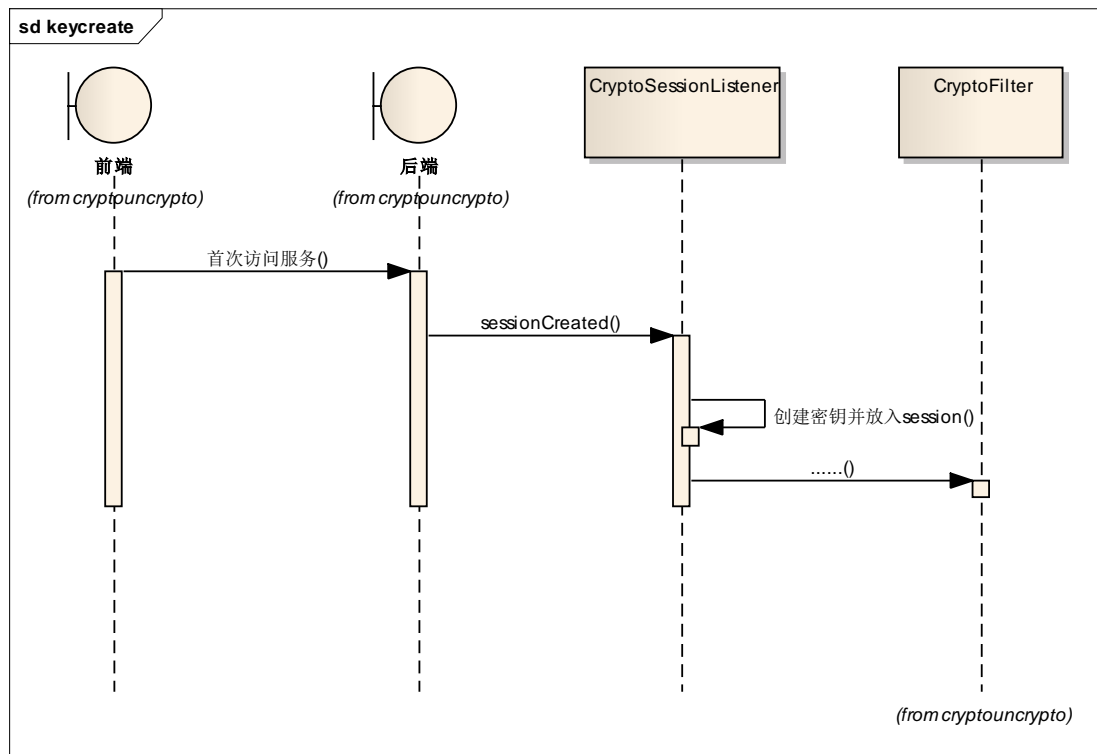 sd keycreate
CryptoSessionListener
CryptoFilter
前端
后端
(from cryptouncrypto)
(from cryptouncrypto)
首次访问服务()
sessionCreated()
创建密钥并放入session()
......()
(from cryptouncrypto)